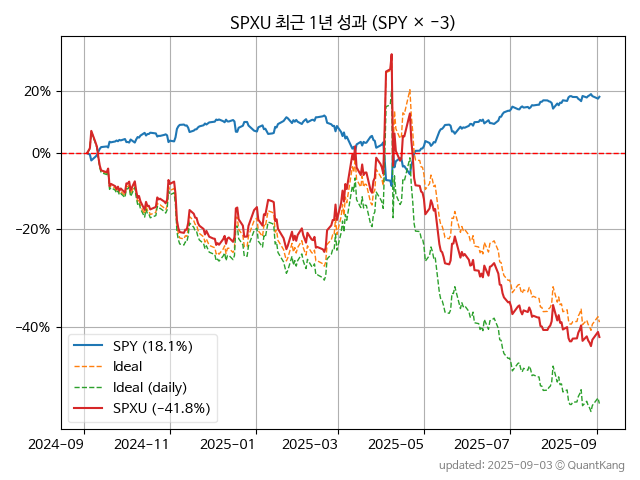 SPXU 최근 1년 성과 (SPY × −3)
20%
0%
−20%
−40%
SPY (18.1%)
Ideal
Ideal (daily)
SPXU (−41.8%)
2024-09 2024-11 2025-01 2025-03 2025-05 2025-07 2025-09
updated: 2025-09-03 ⓒ QuantKang